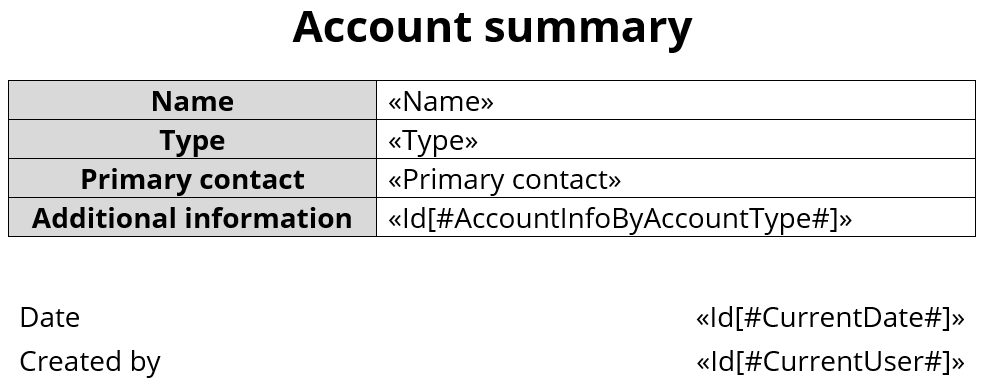 Account summary
Name «Name»
Type «Type»
Primary contact «Primary contact»
Additional information «Id[#AccountInfoByAccountType#]»
Date «Id[#CurrentDate#]»
Created by «Id[#CurrentUser#]»